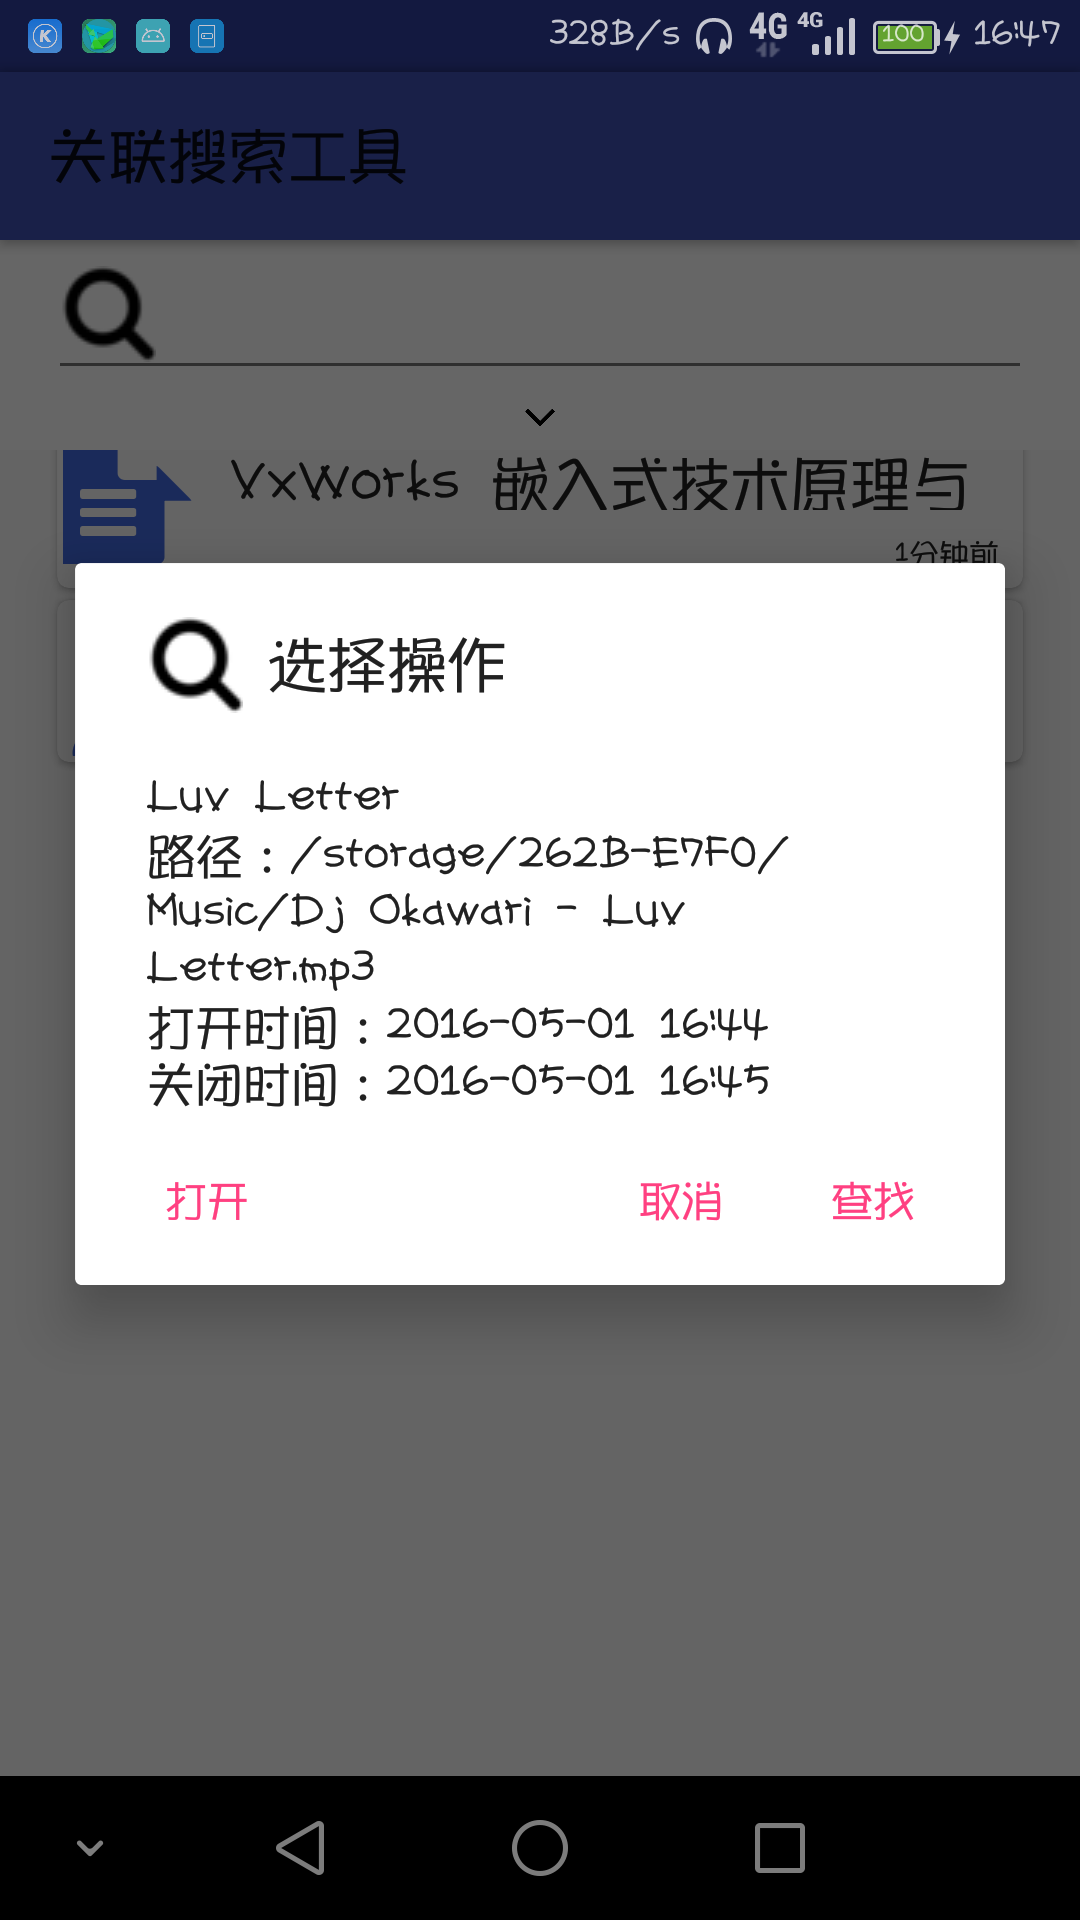 328B/s 4G 4G 100 16:47
关联搜索工具
VxWorks 嵌入式技术原理与
1分钟前
选择操作
Luv Letter
路径：/storage/262B-E7F0/
Music/Dj Okawari - Luv
Letter.mp3
打开时间：2016-05-01 16:44
关闭时间：2016-05-01 16:45
打开 取消 查找